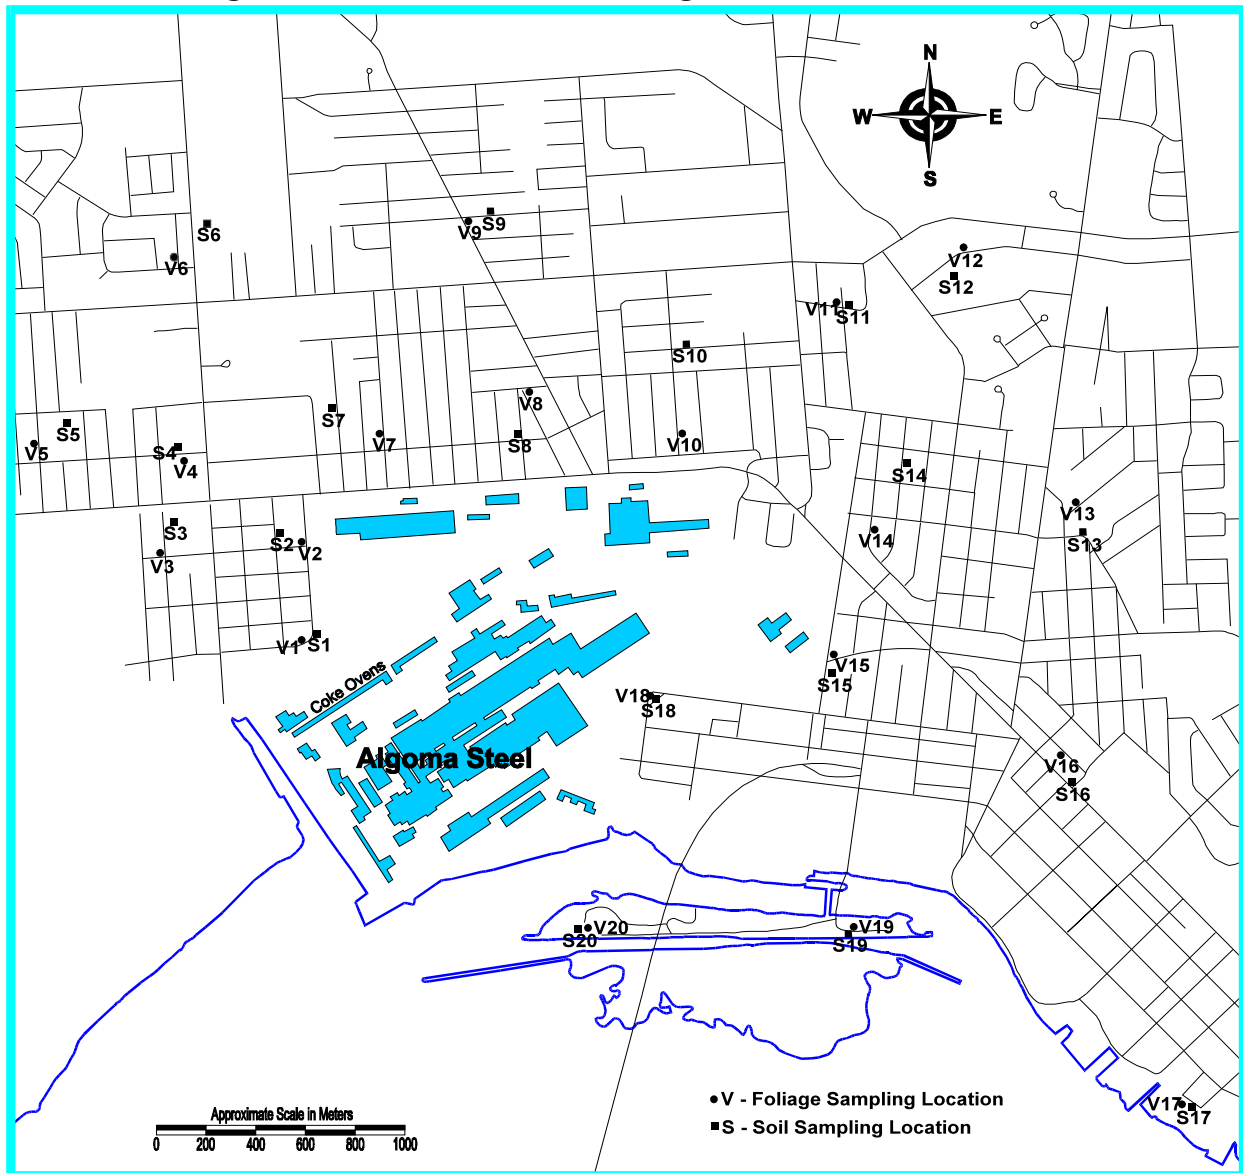 N
W E
S
S6
V6
V9 S9
V12
S12
V11 S11
S10
V8
S7
S5
V5
S4
V4
V7
S8
V10
S14
S3
V3
S2
V2
V14
V13
S13
V1 S1
V15
S15
Coke Ovens
V18
S18
Algoma Steel
V16
S16
V20
S20
V19
S19
V17
S17
Approximate Scale in Meters
0 200 400 600 800 1000
V - Foliage Sampling Location
S - Soil Sampling Location